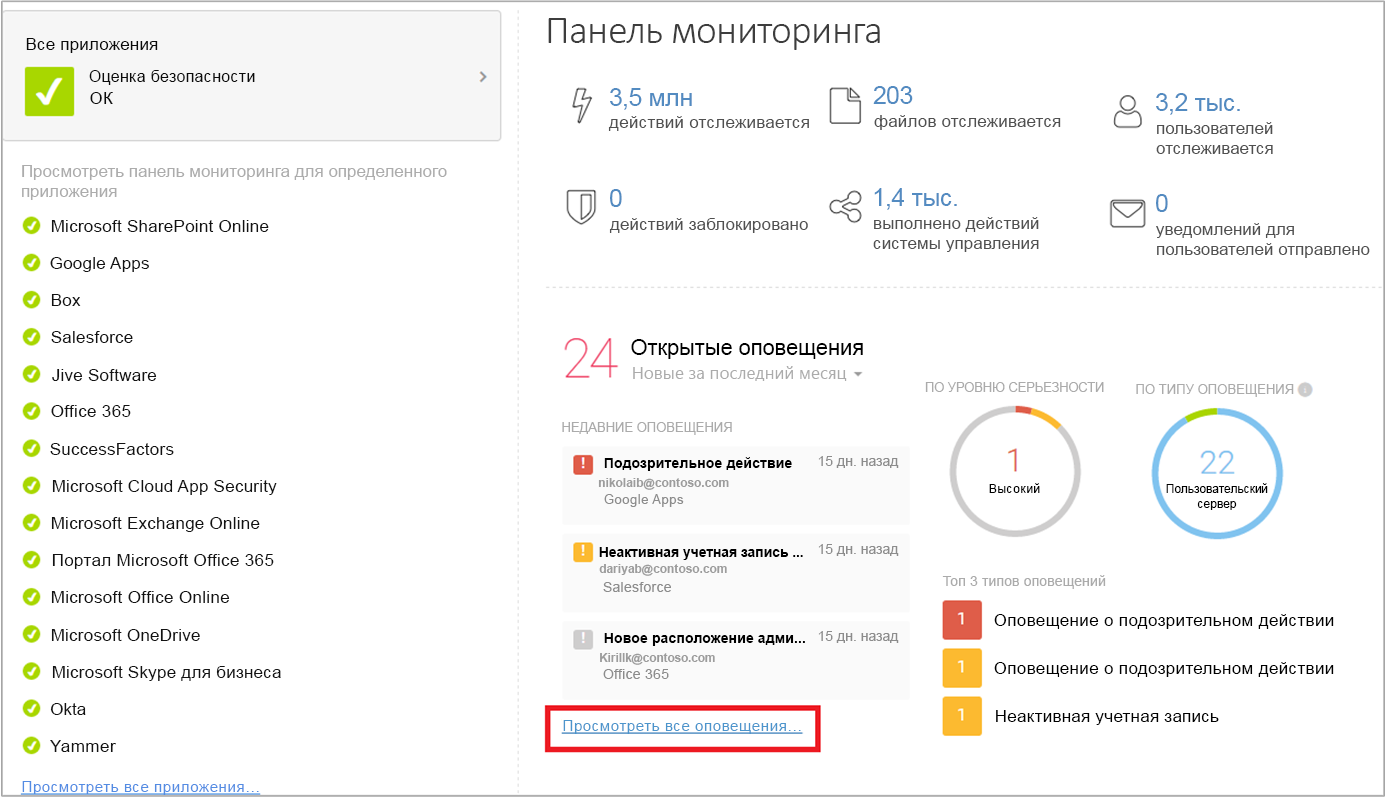 Все приложения
Оценка безопасности
ОК
Просмотреть панель мониторинга для определенного
приложения
Microsoft SharePoint Online
Google Apps
Box
Salesforce
Jive Software
Office 365
SuccessFactors
Microsoft Cloud App Security
Microsoft Exchange Online
Портал Microsoft Office 365
Microsoft Office Online
Microsoft OneDrive
Microsoft Skype для бизнеса
Okta
Yammer
Просмотреть все приложения...
Панель мониторинга
3,5 млн
действий отслеживается
203
файлов отслеживается
3,2 тыс.
пользователей
отслеживается
0
действий заблокировано
1,4 тыс.
выполнено действий
системы управления
0
уведомлений для
пользователей отправлено
24
Открытые оповещения
Новые за последний месяц
НЕДАВНИЕ ОПОВЕЩЕНИЯ
! Подозрительное действие 15 дн. назад
nikolaib@contoso.com
Google Apps
! Неактивная учетная запись ... 15 дн. назад
dariyab@contoso.com
Salesforce
! Новое расположение адми... 15 дн. назад
Kirillk@contoso.com
Office 365
Просмотреть все оповещения...
ПО УРОВНЮ СЕРЬЕЗНОСТИ
1
Высокий
ПО ТИПУ ОПОВЕЩЕНИЯ
22
Пользовательский
сервер
Топ 3 типов оповещений
1 Оповещение о подозрительном действии
1 Оповещение о подозрительном действии
1 Неактивная учетная запись